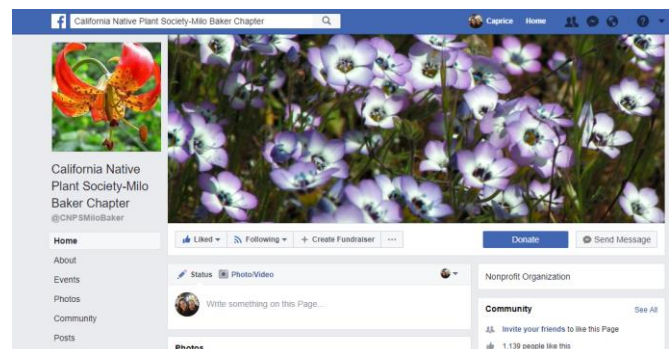 California Native Plant Society-Milo Baker Chapter
Caprice Home
California Native
Plant Society-Milo
Baker Chapter
@CNPSMiloBaker
Home
About
Events
Photos
Community
Posts
Liked Following + Create Fundraiser ...
Donate Send Message
Status Photo/Video
Write something on this Page...
Photos
Nonprofit Organization
Community See All
Invite your friends to like this Page
1,139 people like this